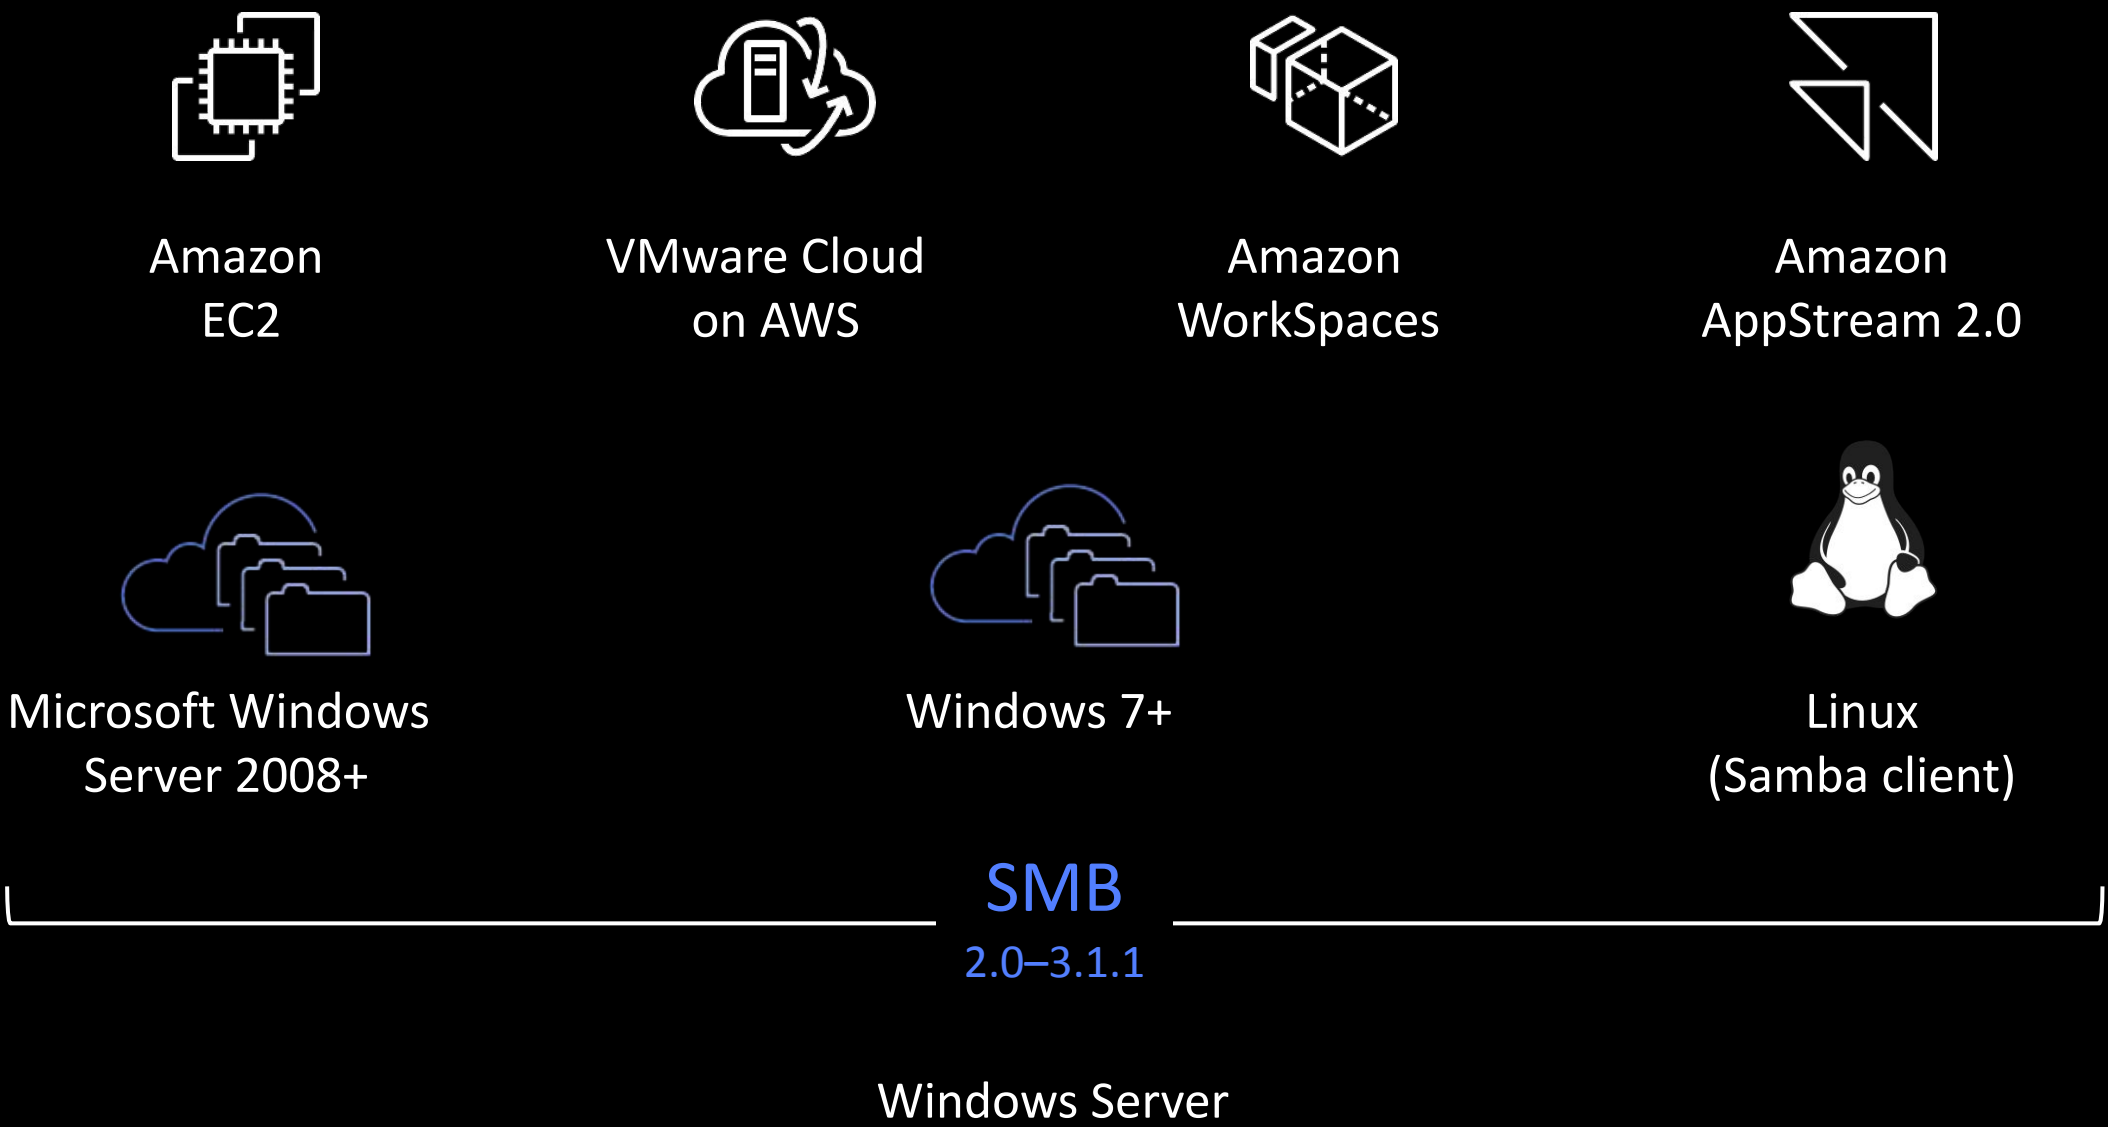 Amazon
EC2
VMware Cloud
on AWS
Amazon
WorkSpaces
Amazon
AppStream 2.0
Microsoft Windows
Server 2008+
Windows 7+
Linux
(Samba client)
SMB
2.0–3.1.1
Windows Server